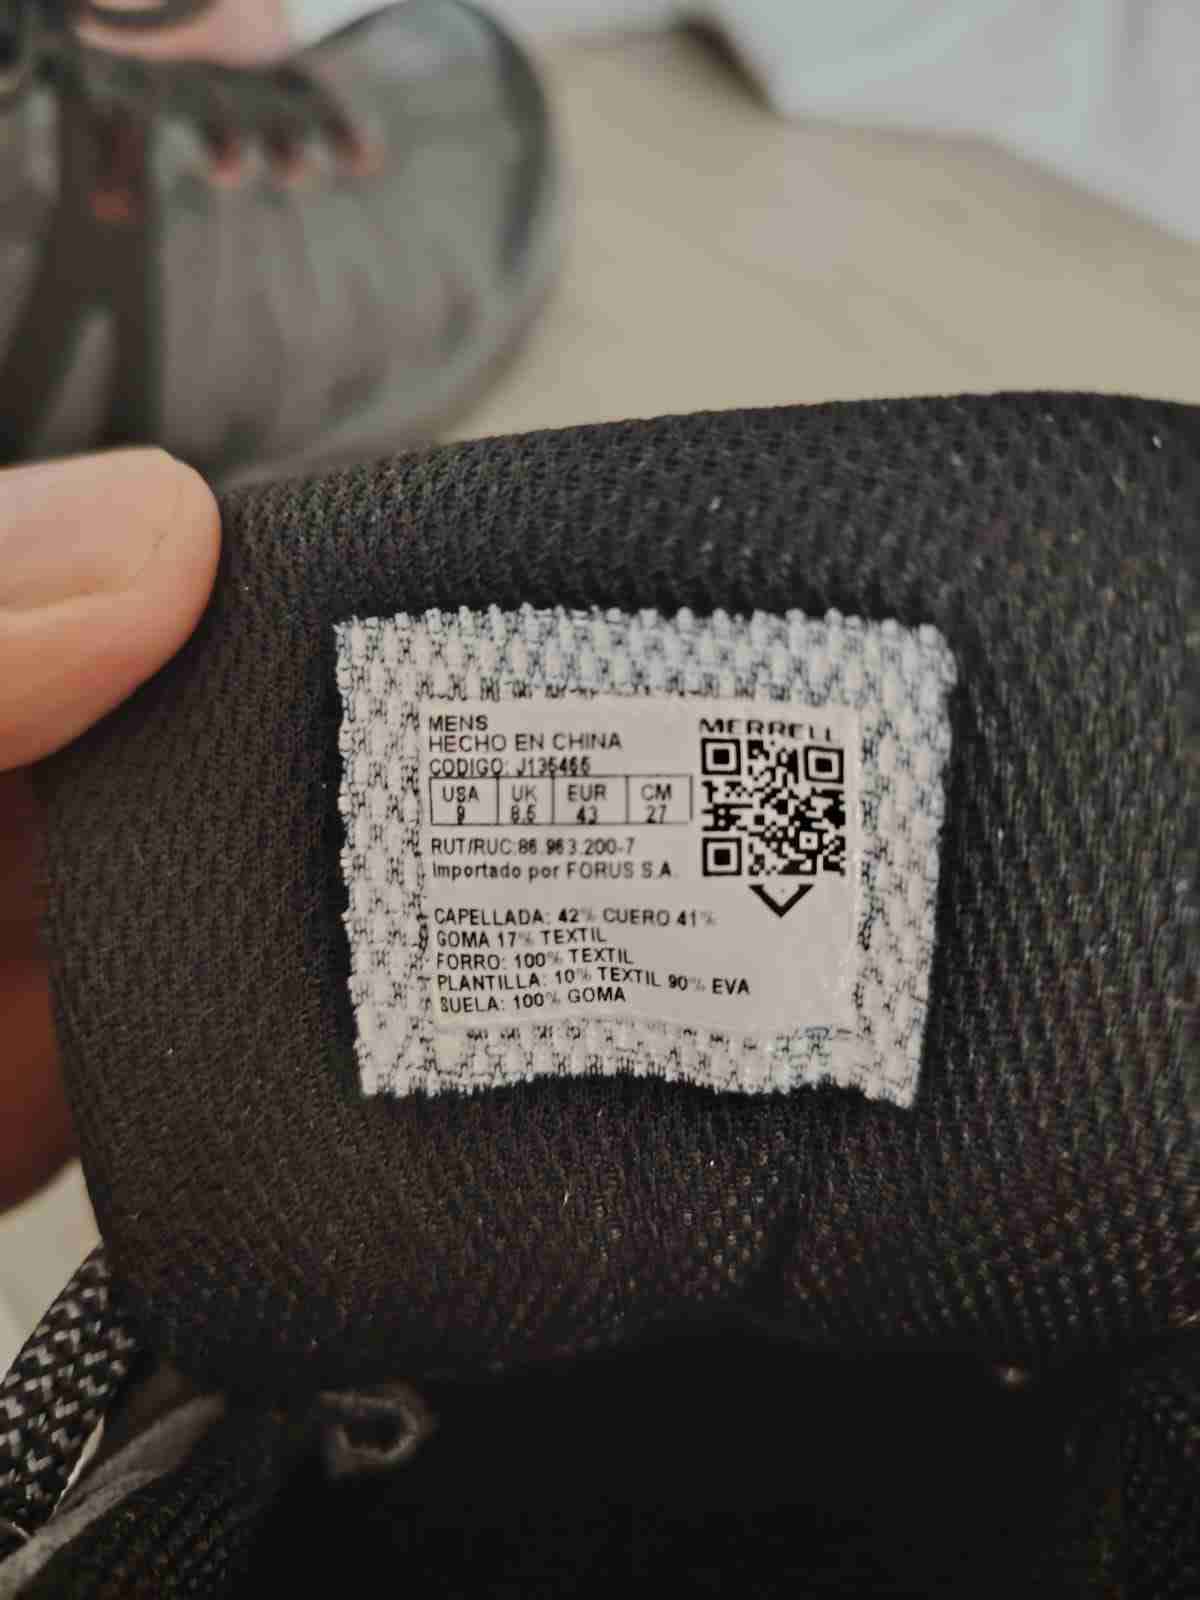 MENS
HECHO EN CHINA
CODIGO: J135455
MERRELL
USA UK EUR CM
9 8.5 43 27
RUT/RUC:86.963.200-7
Importado por FORUS S.A.
CAPELLADA: 42% CUERO 41%
GOMA 17% TEXTIL
FORRO: 100% TEXTIL
PLANTILLA: 10% TEXTIL 90% EVA
SUELA: 100% GOMA